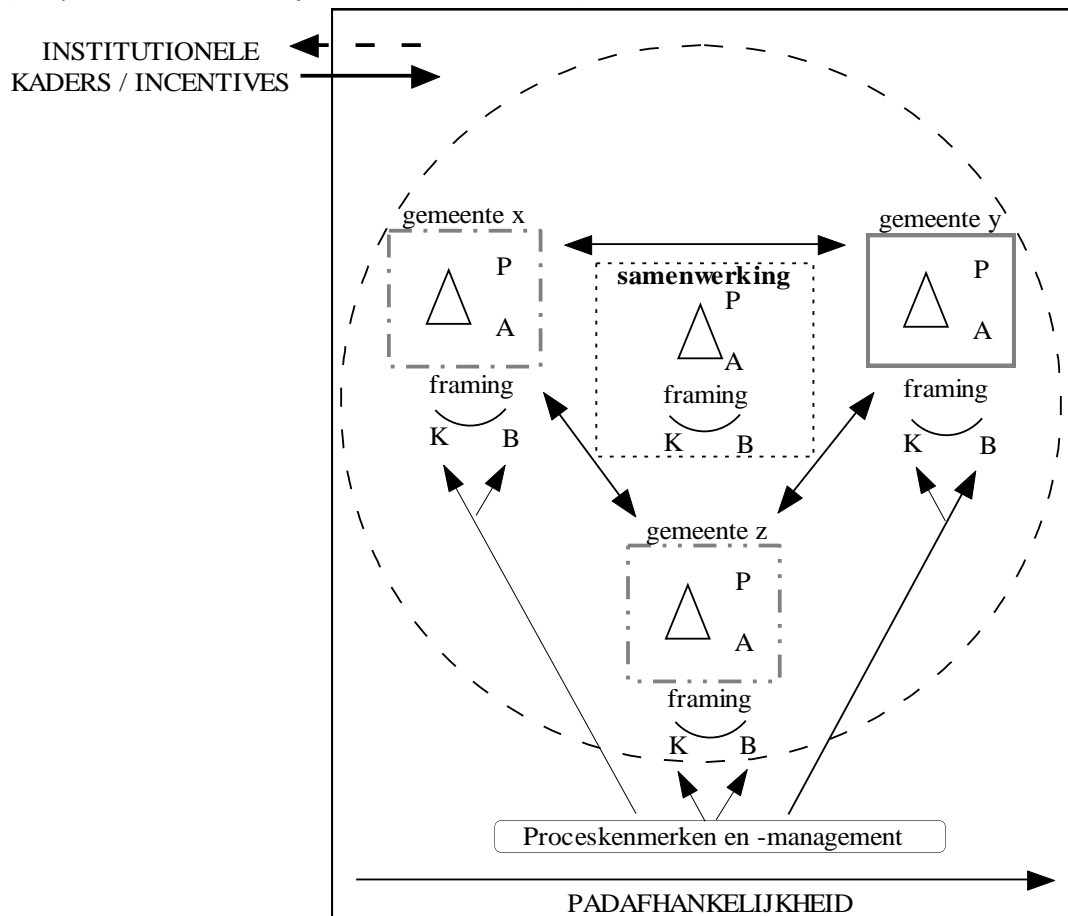 INSTITUTIONELE
KADERS / INCENTIVES
gemeente x
P
A
framing
K B
gemeente y
P
A
framing
K B
samenwerking
P
A
framing
K B
gemeente z
P
A
framing
K B
Proceskenmerken en -management
PADAFHANKELIJKHEID